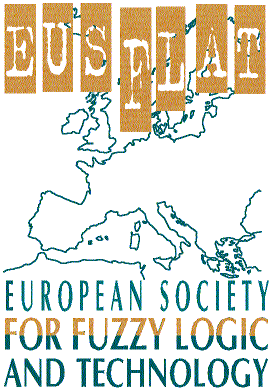 EUSFLAT
EUROPEAN SOCIETY
FOR FUZZY LOGIC
AND TECHNOLOGY